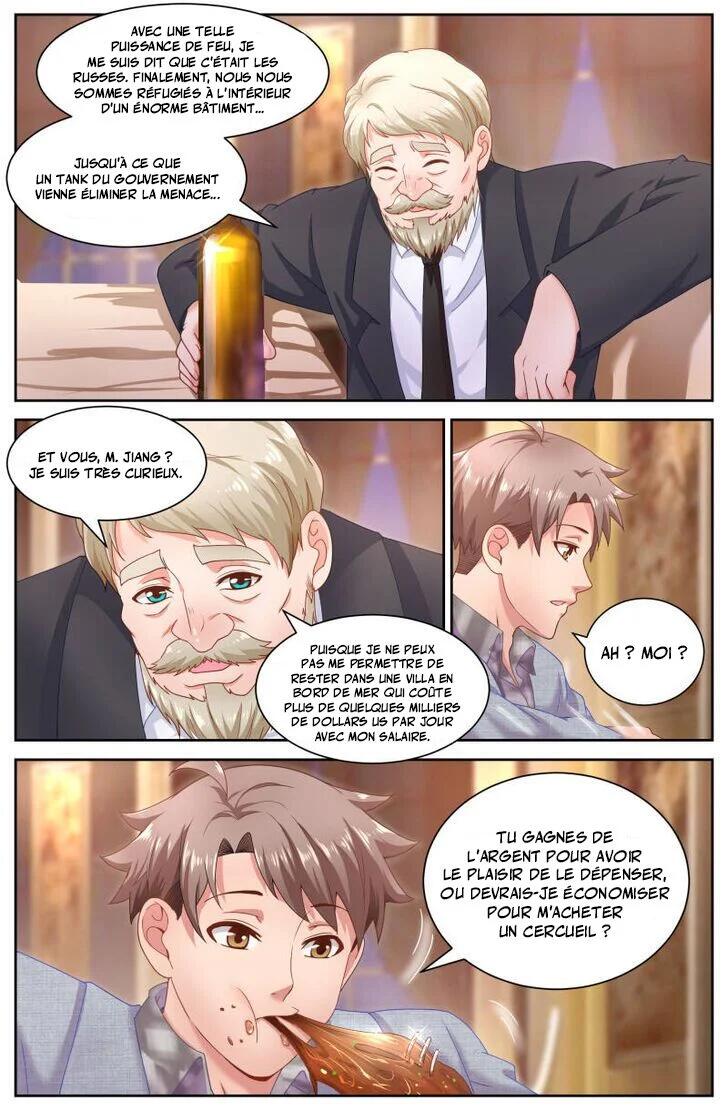 AVEC UNE TELLE
PUISSANCE DE FEU, JE
ME SUIS DIT QUE C'ÉTAIT LES
RUSSES. FINALEMENT, NOUS NOUS
SOMMES RÉFUGIÉS À L'INTÉRIEUR
D'UN ÉNORME BÂTIMENT...
JUSQU'À CE QUE
UN TANK DU GOUVERNEMENT
VIENNE ÉLIMINER LA MENACE...
ET VOUS, M. JIANG ?
JE SUIS TRÈS CURIEUX.
PUISQUE JE NE PEUX
PAS ME PERMETTRE DE
RESTER DANS UNE VILLA EN
BORD DE MER QUI COÛTE
PLUS DE QUELQUES MILLIERS
DE DOLLARS US PAR JOUR
AVEC MON SALAIRE.
AH ? MOI ?
TU GAGNES DE
L'ARGENT POUR AVOIR
LE PLAISIR DE LE DÉPENSER,
OU DEVRAIS-JE ÉCONOMISER
POUR M'ACHETER
UN CERCUEIL ?